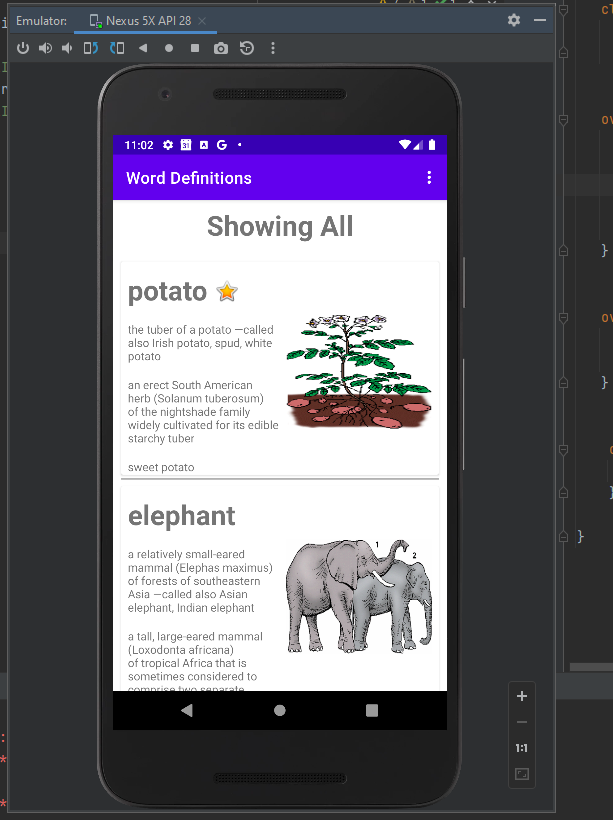 Emulator: Nexus 5X API 28
11:02 31 A G
Word Definitions
Showing All
potato
the tuber of a potato —called
also Irish potato, spud, white
potato
an erect South American
herb (Solanum tuberosum)
of the nightshade family
widely cultivated for its edible
starchy tuber
sweet potato
elephant
1
2
a relatively small-eared
mammal (Elephas maximus)
of forests of southeastern
Asia —called also Asian
elephant, Indian elephant
a tall, large-eared mammal
(Loxodonta africana)
of tropical Africa that is
sometimes considered to
comprise two separate
1:1
cl
ov
}
ov
}
o
}
}